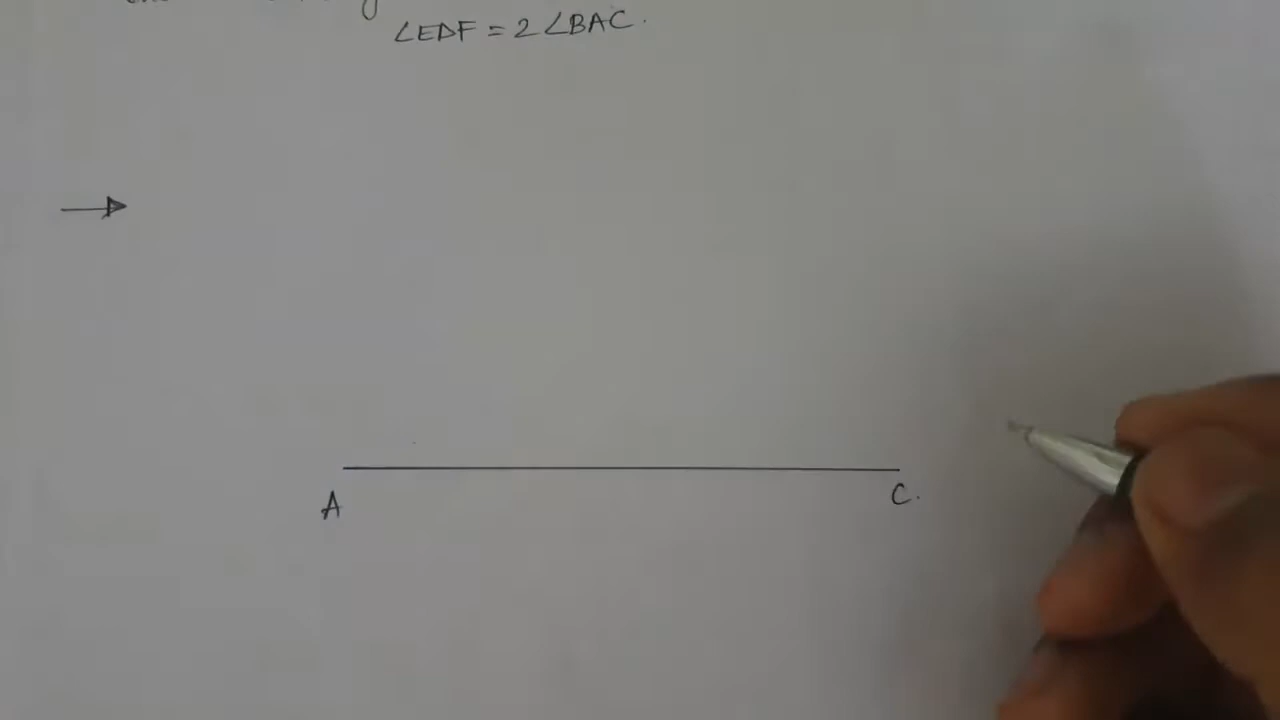 ∠EDF = 2 ∠BAC.
A
C.